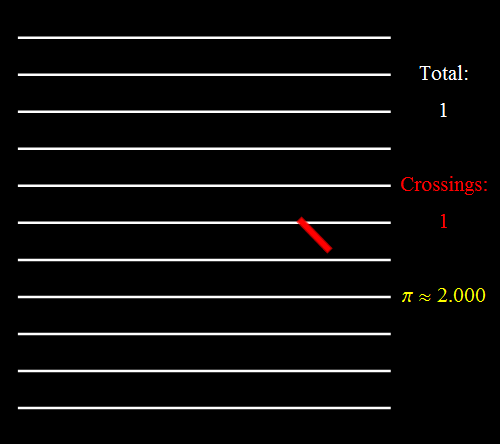 Total:
1
Crossings:
1
π ≈ 2.000